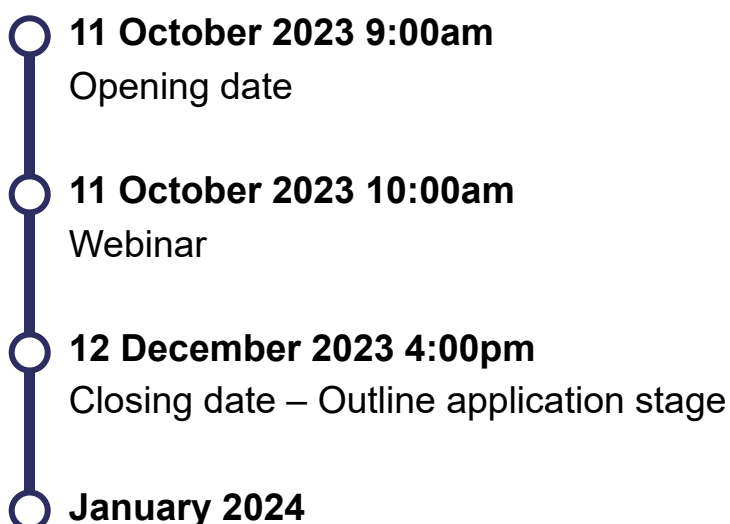 11 October 2023 9:00am
Opening date
11 October 2023 10:00am
Webinar
12 December 2023 4:00pm
Closing date – Outline application stage
January 2024